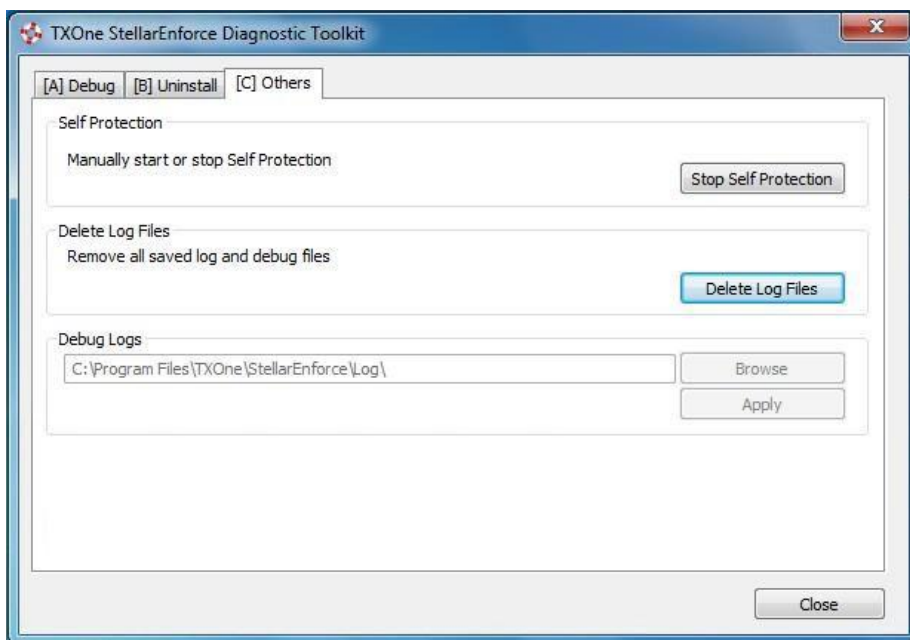 TXOne StellarEnforce Diagnostic Toolkit
[A] Debug [B] Uninstall [C] Others
Self Protection
Manually start or stop Self Protection
Stop Self Protection
Delete Log Files
Remove all saved log and debug files
Delete Log Files
Debug Logs
C:\Program Files\TXOne\StellarEnforce\Log\
Browse
Apply
Close